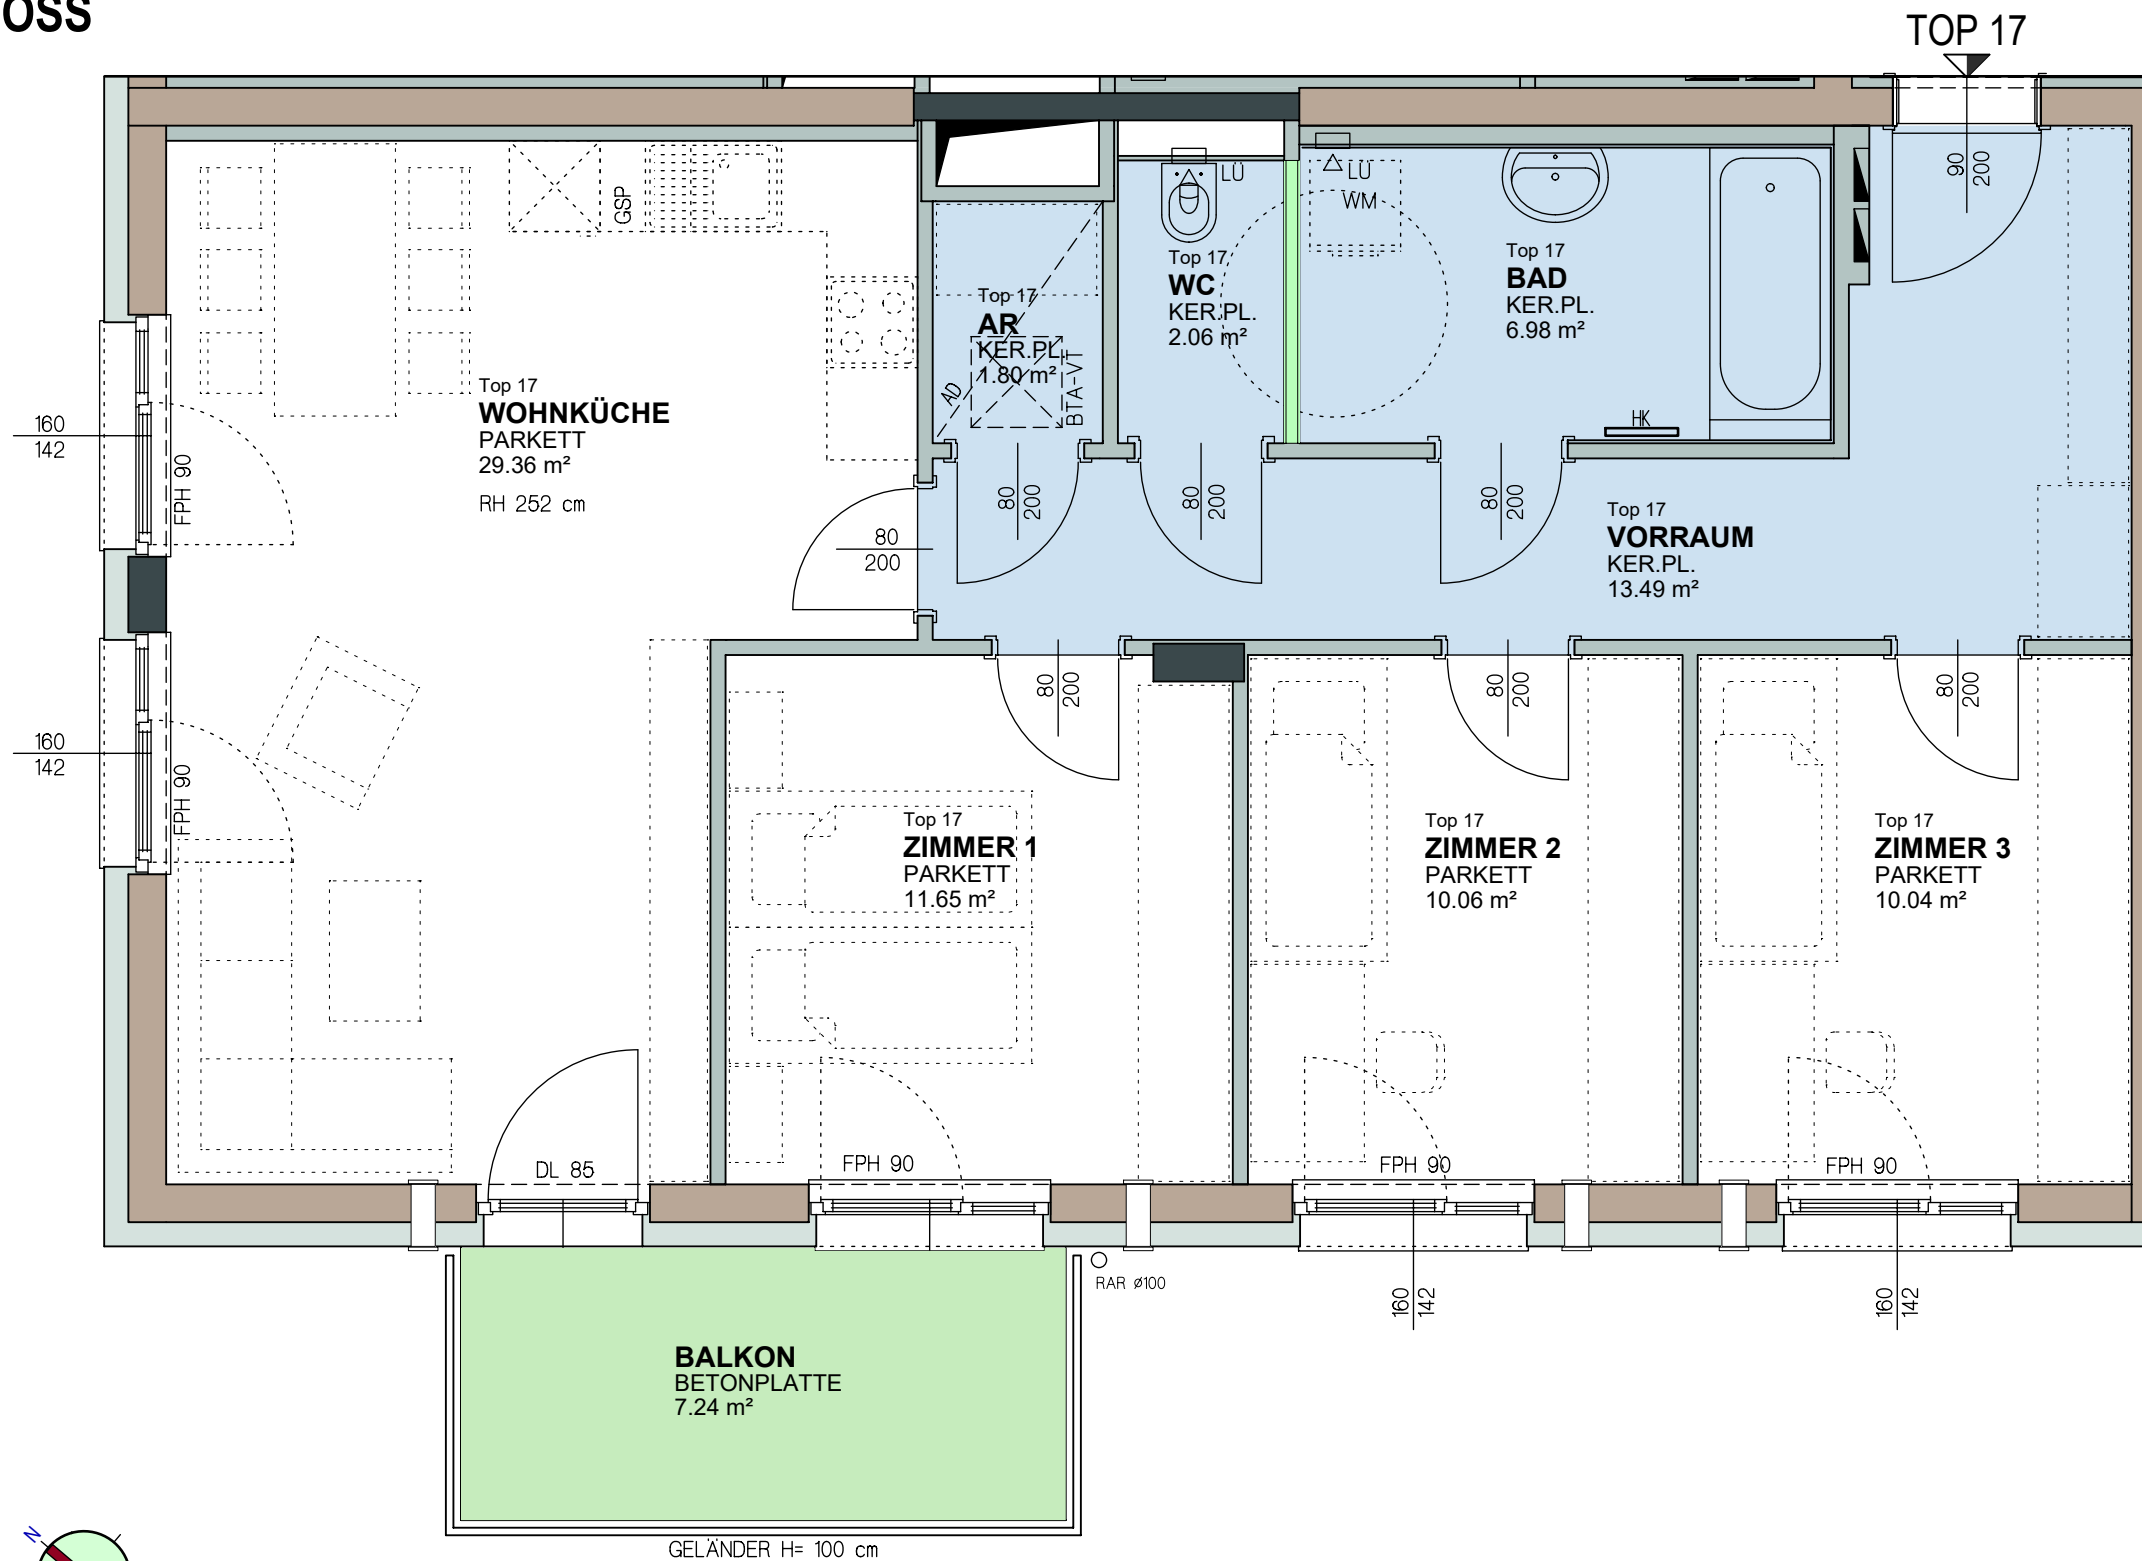 OSS
TOP 17
90
200
GSP
LÜ
LÜ
WM
Top 17
WC
KER.PL.
2.06 m²
Top 17
BAD
KER.PL.
6.98 m²
Top 17
AR
KER.PL.
1.80 m²
AD
BTA-VT
HK
Top 17
WOHNKÜCHE
PARKETT
29.36 m²
RH 252 cm
160
142
FPH 90
80
200
80
200
80
200
80
200
Top 17
VORRAUM
KER.PL.
13.49 m²
80
200
80
200
80
200
160
142
FPH 90
Top 17
ZIMMER 1
PARKETT
11.65 m²
Top 17
ZIMMER 2
PARKETT
10.06 m²
Top 17
ZIMMER 3
PARKETT
10.04 m²
DL 85
FPH 90
FPH 90
FPH 90
RAR ø100
160
142
160
142
BALKON
BETONPLATTE
7.24 m²
N
GELÄNDER H= 100 cm